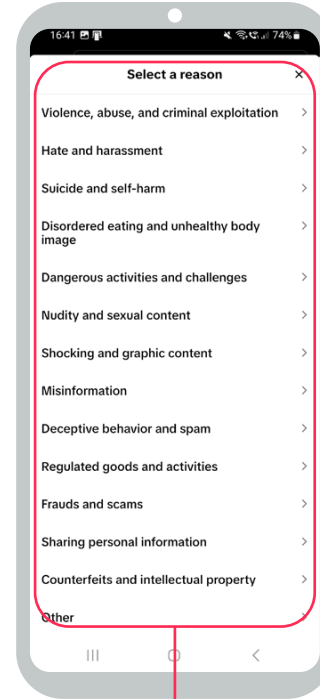 16:41 74%
Select a reason ×
Violence, abuse, and criminal exploitation
Hate and harassment
Suicide and self-harm
Disordered eating and unhealthy body
image
Dangerous activities and challenges
Nudity and sexual content
Shocking and graphic content
Misinformation
Deceptive behavior and spam
Regulated goods and activities
Frauds and scams
Sharing personal information
Counterfeits and intellectual property
Other